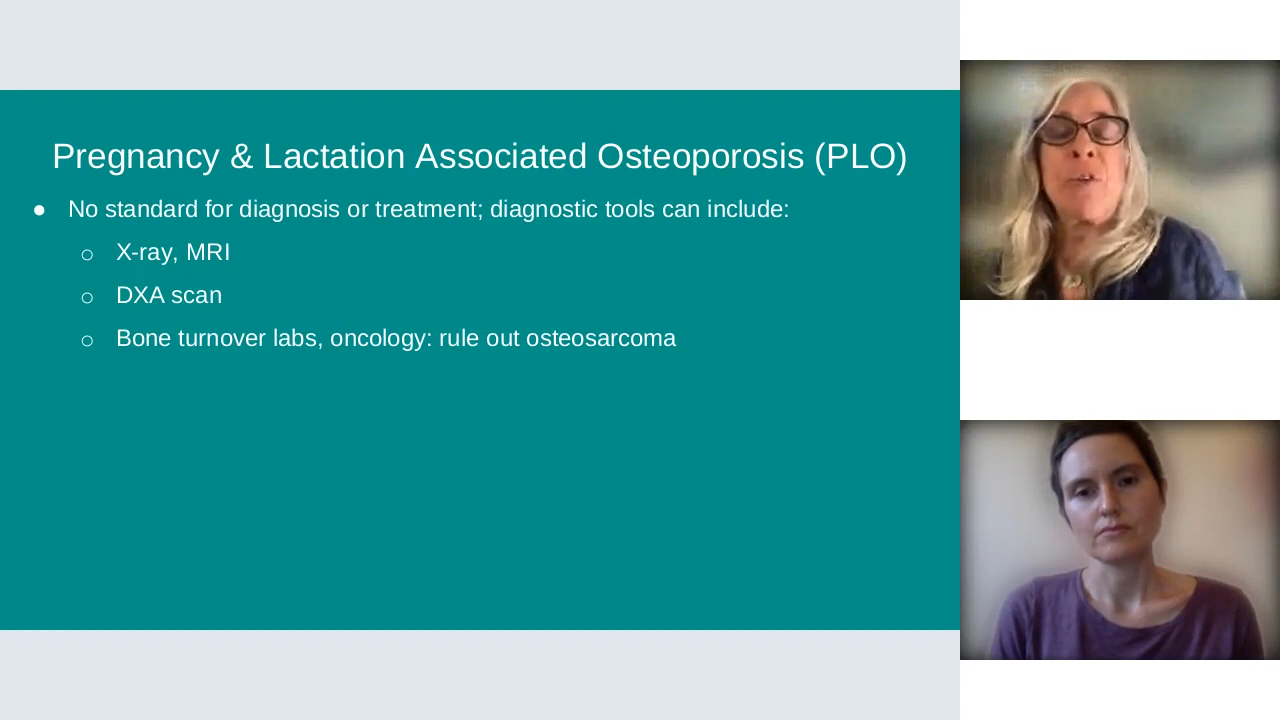 Pregnancy & Lactation Associated Osteoporosis (PLO)
● No standard for diagnosis or treatment; diagnostic tools can include:
○ X-ray, MRI
○ DXA scan
○ Bone turnover labs, oncology: rule out osteosarcoma